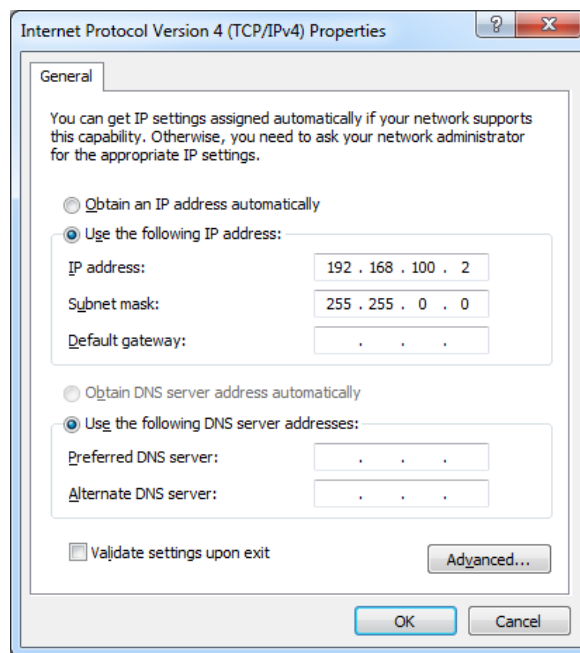 Internet Protocol Version 4 (TCP/IPv4) Properties
?
General
You can get IP settings assigned automatically if your network supports
this capability. Otherwise, you need to ask your network administrator
for the appropriate IP settings.
Obtain an IP address automatically
Use the following IP address:
IP address: 192 . 168 . 100 . 2
Subnet mask: 255 . 255 . 0 . 0
Default gateway: . . .
Obtain DNS server address automatically
Use the following DNS server addresses:
Preferred DNS server: . . .
Alternate DNS server: . . .
Validate settings upon exit
Advanced...
OK Cancel